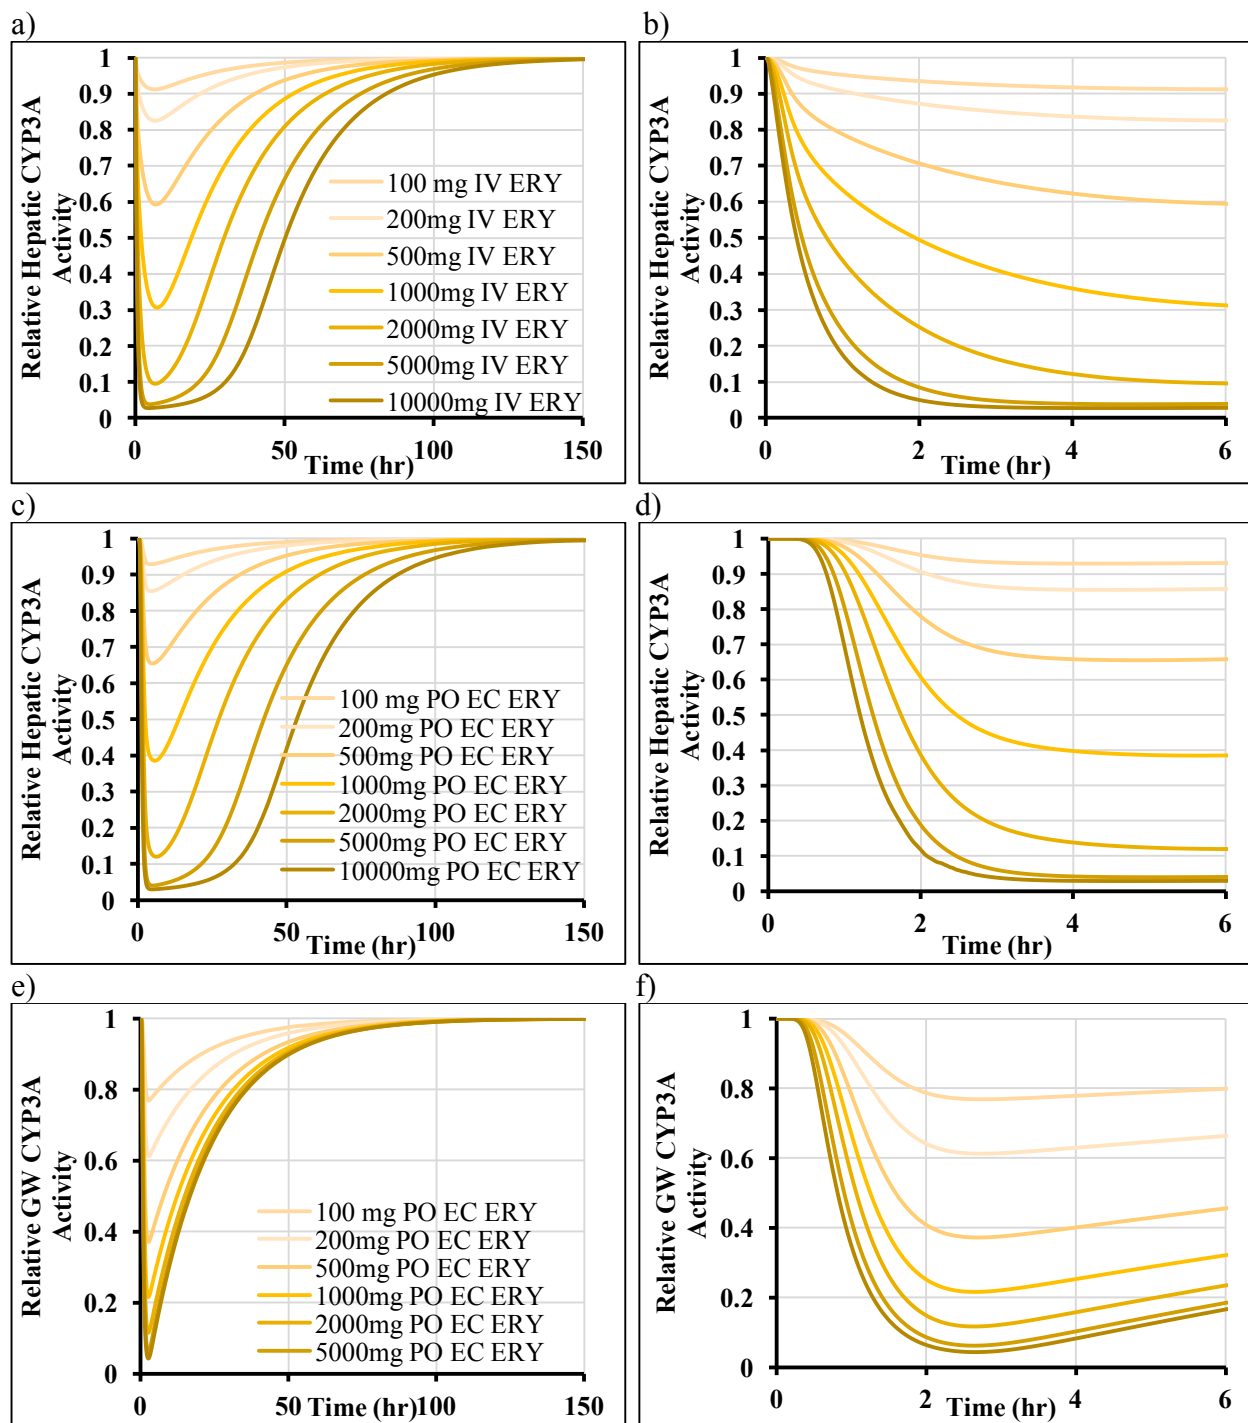 a)
Relative Hepatic CYP3A
Activity
1
0.9
0.8
0.7
0.6
0.5
0.4
0.3
0.2
0.1
0
100 mg IV ERY
200mg IV ERY
500mg IV ERY
1000mg IV ERY
2000mg IV ERY
5000mg IV ERY
10000mg IV ERY
0 50 100 150
Time (hr)
b)
Relative Hepatic CYP3A
Activity
1
0.9
0.8
0.7
0.6
0.5
0.4
0.3
0.2
0.1
0
0 2 4 6
Time (hr)
c)
Relative Hepatic CYP3A
Activity
1
0.9
0.8
0.7
0.6
0.5
0.4
0.3
0.2
0.1
0
100 mg PO EC ERY
200mg PO EC ERY
500mg PO EC ERY
1000mg PO EC ERY
2000mg PO EC ERY
5000mg PO EC ERY
10000mg PO EC ERY
0 50 100 150
Time (hr)
d)
Relative Hepatic CYP3A
Activity
1
0.9
0.8
0.7
0.6
0.5
0.4
0.3
0.2
0.1
0
0 2 4 6
Time (hr)
e)
Relative GW CYP3A
Activity
1
0.8
0.6
0.4
0.2
0
100 mg PO EC ERY
200mg PO EC ERY
500mg PO EC ERY
1000mg PO EC ERY
2000mg PO EC ERY
5000mg PO EC ERY
0 50 100 150
Time (hr)
f)
Relative GW CYP3A
Activity
1
0.8
0.6
0.4
0.2
0
0 2 4 6
Time (hr)